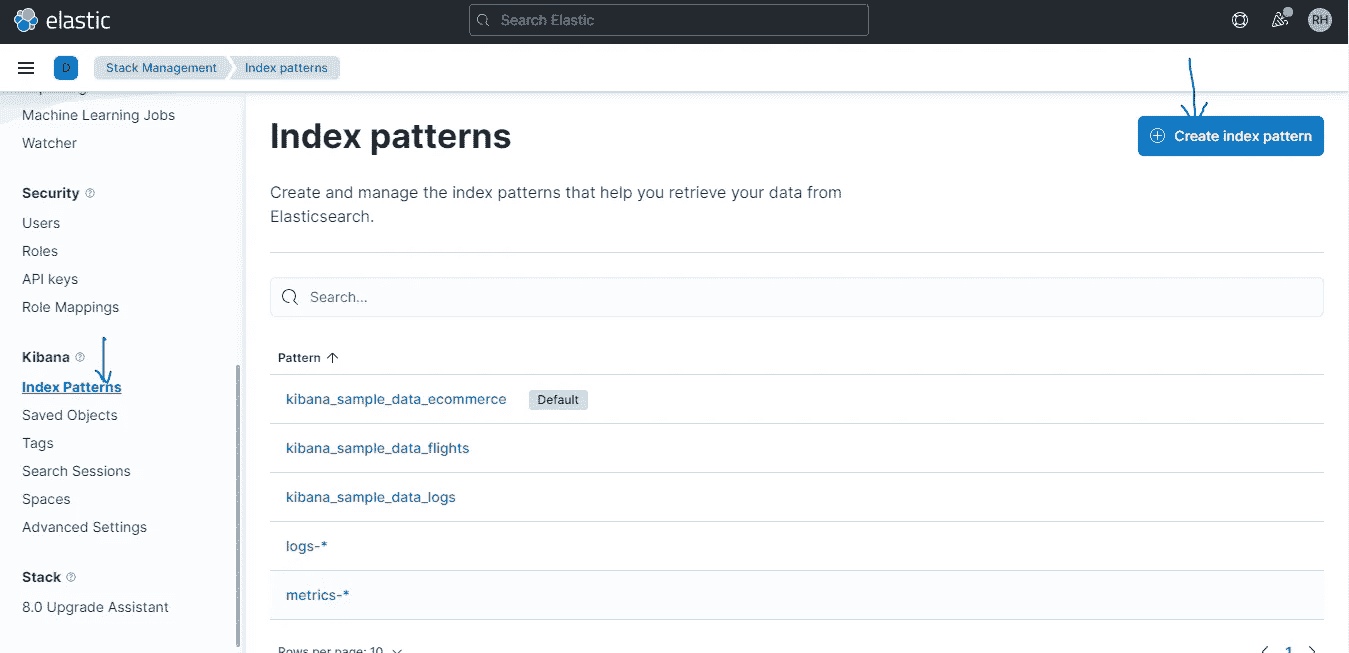 elastic
Search Elastic
RH
D
Stack Management
Index patterns
Machine Learning Jobs
Watcher
Security
Users
Roles
API keys
Role Mappings
Kibana
Index Patterns
Saved Objects
Tags
Search Sessions
Spaces
Advanced Settings
Stack
8.0 Upgrade Assistant
Index patterns
Create index pattern
Create and manage the index patterns that help you retrieve your data from
Elasticsearch.
Search...
Pattern
kibana_sample_data_ecommerce Default
kibana_sample_data_flights
kibana_sample_data_logs
logs-*
metrics-*
Rows per page: 10
1